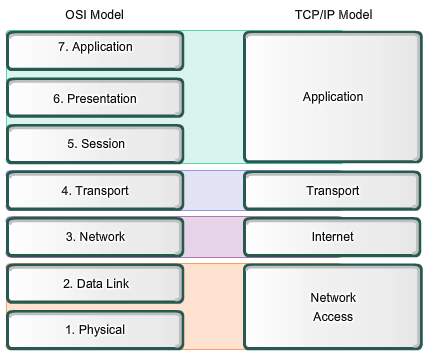 OSI Model
TCP/IP Model
7. Application
6. Presentation
5. Session
Application
4. Transport
Transport
3. Network
Internet
2. Data Link
1. Physical
Network
Access